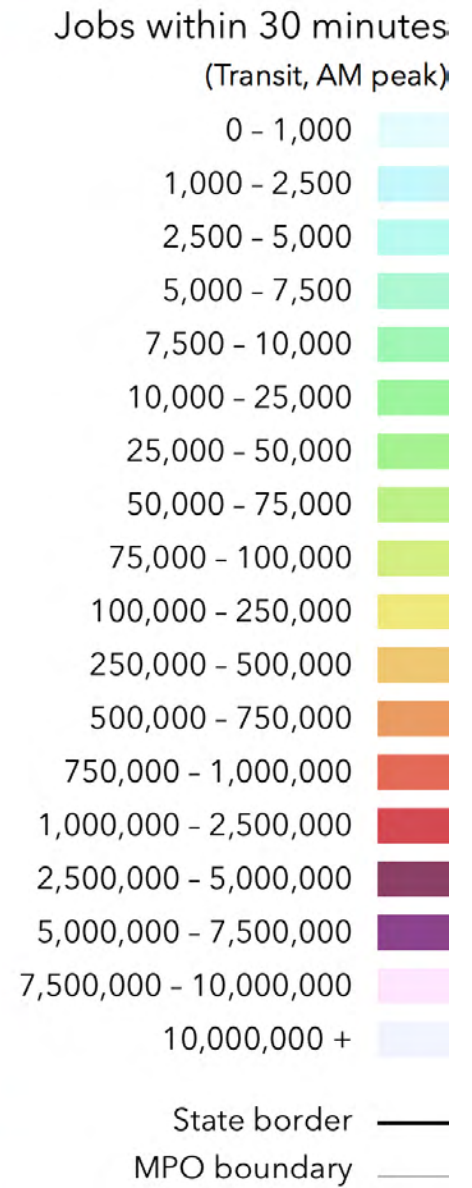 Jobs within 30 minutes
(Transit, AM peak)
0 – 1,000
1,000 – 2,500
2,500 – 5,000
5,000 – 7,500
7,500 – 10,000
10,000 – 25,000
25,000 – 50,000
50,000 – 75,000
75,000 – 100,000
100,000 – 250,000
250,000 – 500,000
500,000 – 750,000
750,000 – 1,000,000
1,000,000 – 2,500,000
2,500,000 – 5,000,000
5,000,000 – 7,500,000
7,500,000 – 10,000,000
10,000,000 +
State border
MPO boundary